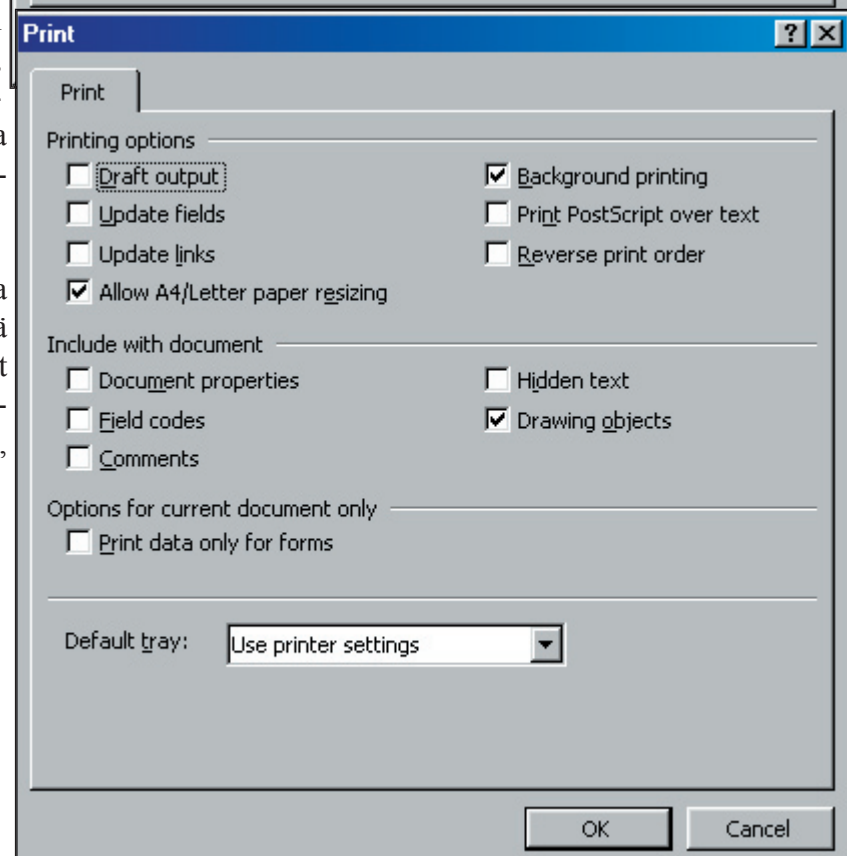 Print
Print
Printing options
Draft output
Background printing
Update fields
Print PostScript over text
Update links
Reverse print order
Allow A4/Letter paper resizing
Include with document
Document properties
Hidden text
Field codes
Drawing objects
Comments
Options for current document only
Print data only for forms
Default tray:
Use printer settings
OK
Cancel